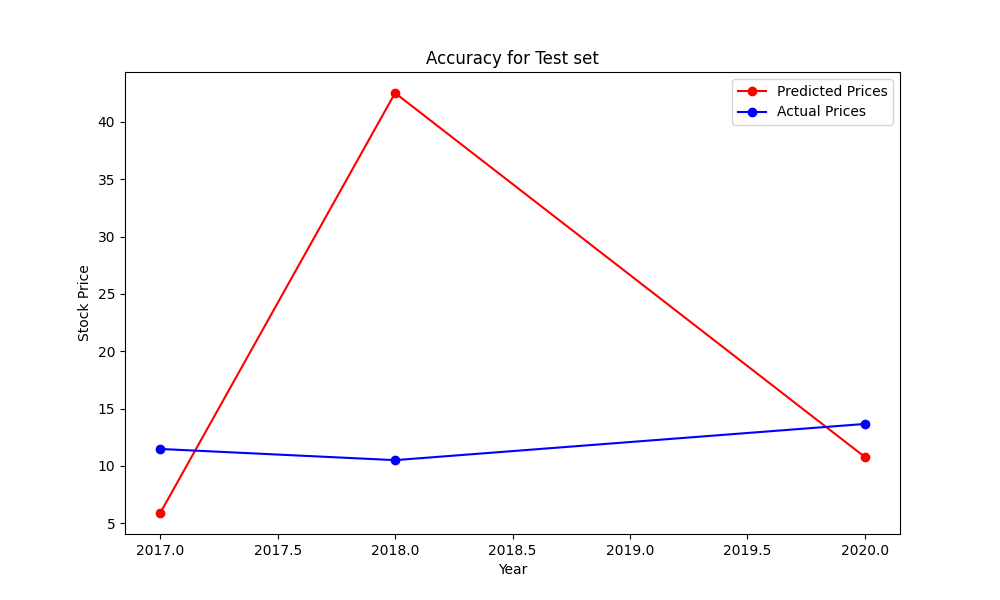 Accuracy for Test set
Predicted Prices
Actual Prices
40
35
30
25
20
15
10
5
Stock Price
2017.0 2017.5 2018.0 2018.5 2019.0 2019.5 2020.0
Year